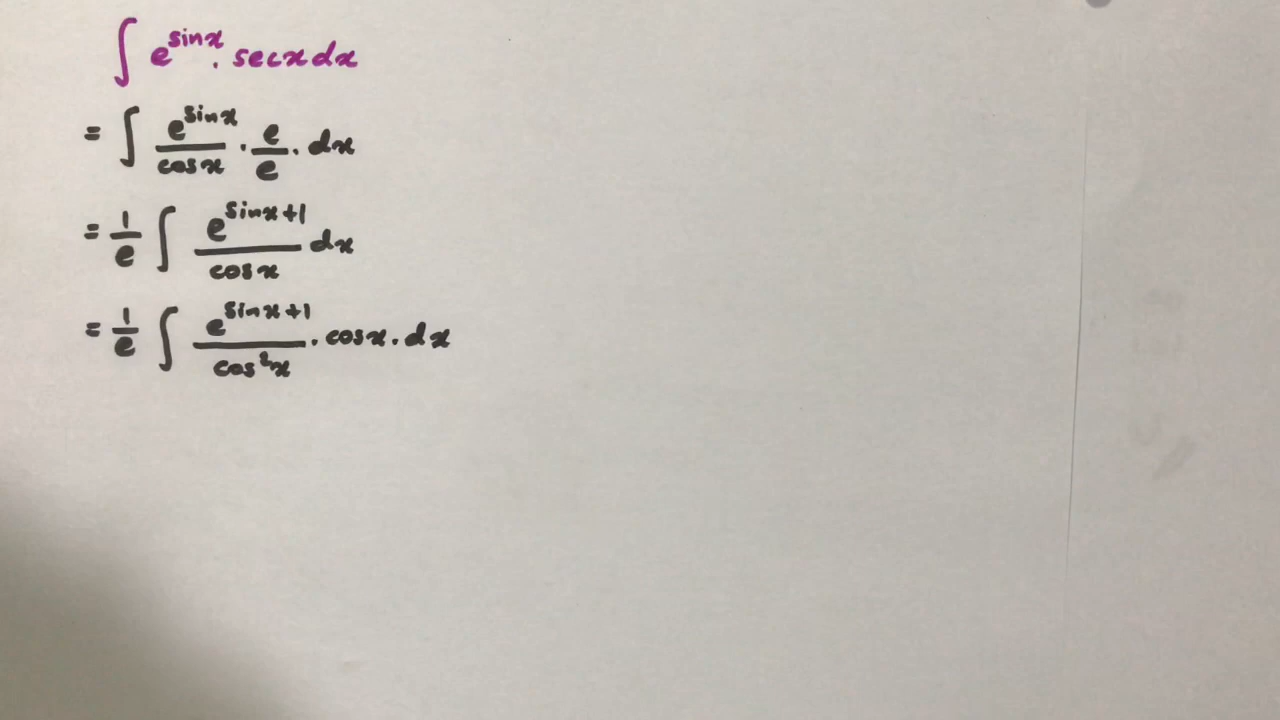 ∫ e^sinx . secx dx
= ∫ e^sinx/cosx . e/e . dx
= 1/e ∫ e^sinx+1/cosx dx
= 1/e ∫ e^sinx+1/cos²x . cosx . dx